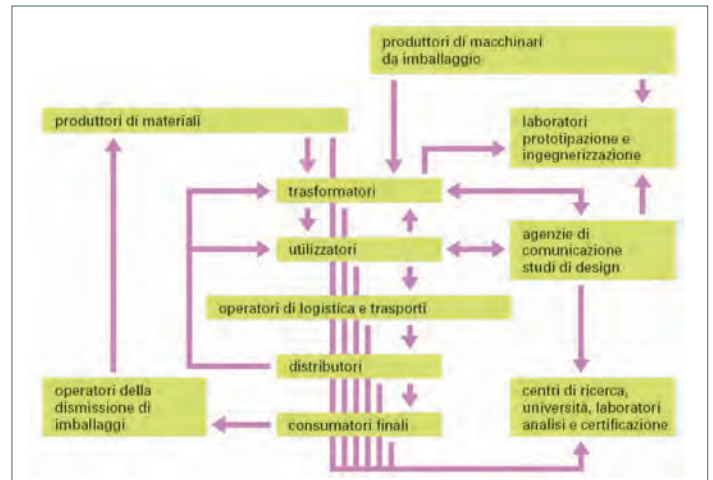 produttori di macchinari
da imballaggio
produttori di materiali
laboratori
prototipazione e
ingegnerizzazione
trasformatori
agenzie di
comunicazione
studi di design
utilizzatori
operatori di logistica e trasporti
distributori
operatori della
dismissione di
imballaggi
centri di ricerca,
università, laboratori
analisi e certificazione
consumatori finali